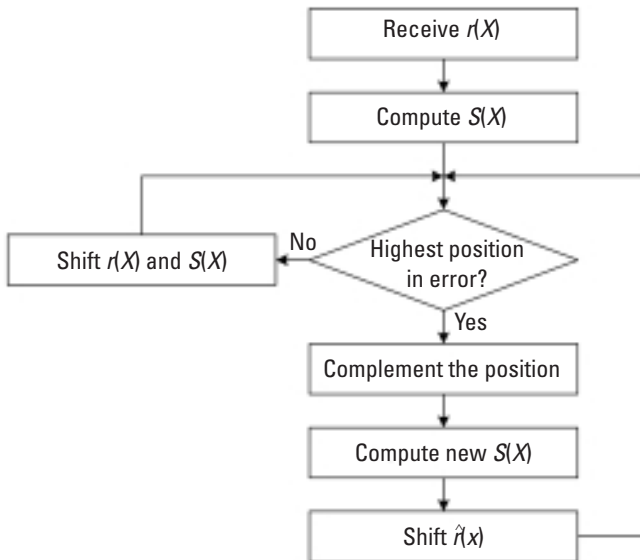 Receive r(X)
Compute S(X)
No
Highest position
in error?
Shift r(X) and S(X)
Yes
Complement the position
Compute new S(X)
Shift r̂(x)